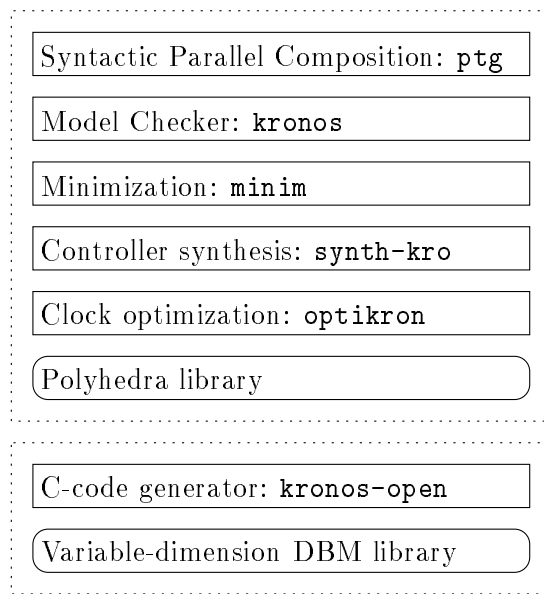 Syntactic Parallel Composition: ptg
Model Checker: kronos
Minimization: minim
Controller synthesis: synth-kro
Clock optimization: optikron
Polyhedra library
C-code generator: kronos-open
Variable-dimension DBM library